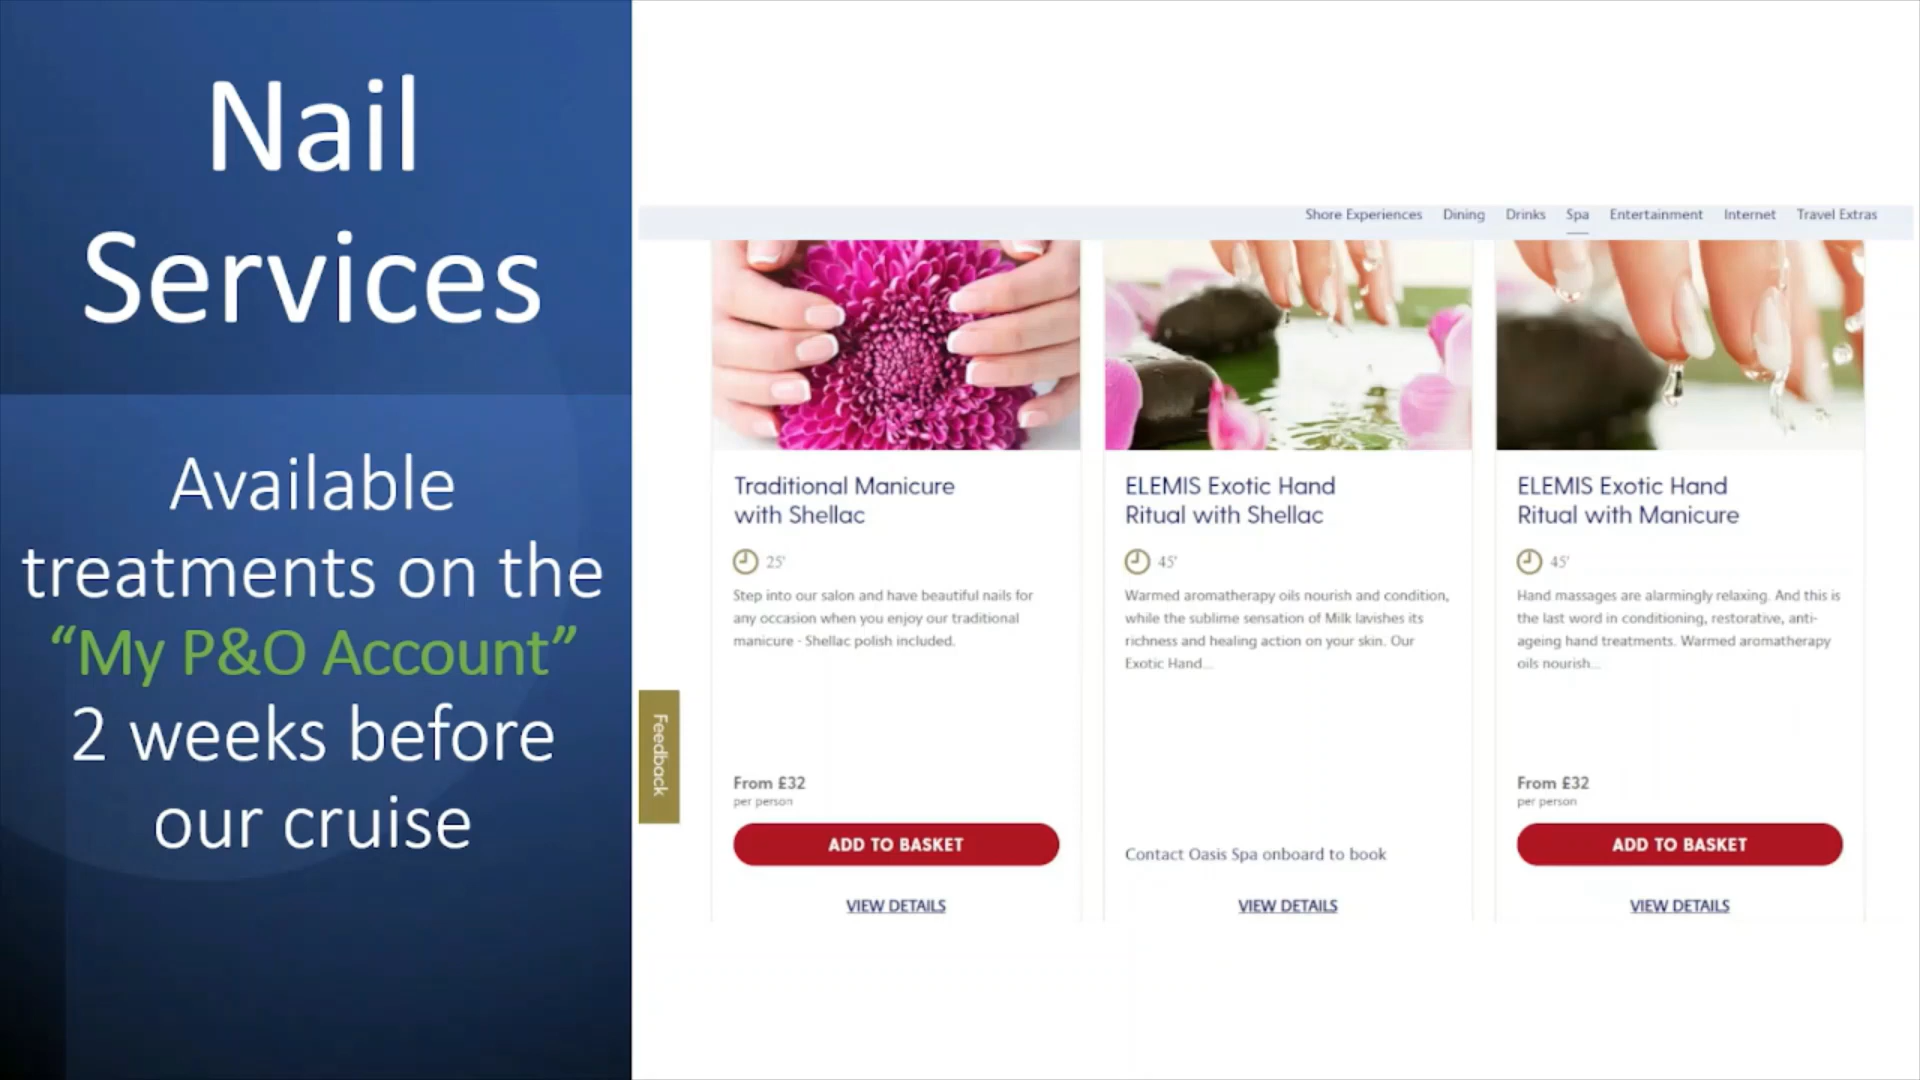 Nail
Services
Available
treatments on the
“My P&O Account”
2 weeks before
our cruise
Shore Experiences Dining Drinks Spa Entertainment Internet Travel Extras
Traditional Manicure
with Shellac
25'
Step into our salon and have beautiful nails for
any occasion when you enjoy our traditional
manicure - Shellac polish included.
From £32
per person
ADD TO BASKET
VIEW DETAILS
ELEMIS Exotic Hand
Ritual with Shellac
45'
Warmed aromatherapy oils nourish and condition,
while the sublime sensation of Milk lavishes its
richness and healing action on your skin. Our
Exotic Hand...
Contact Oasis Spa onboard to book
VIEW DETAILS
ELEMIS Exotic Hand
Ritual with Manicure
45'
Hand massages are alarmingly relaxing. And this is
the last word in conditioning, restorative, anti-
ageing hand treatments. Warmed aromatherapy
oils nourish...
From £32
per person
ADD TO BASKET
VIEW DETAILS
Feedback